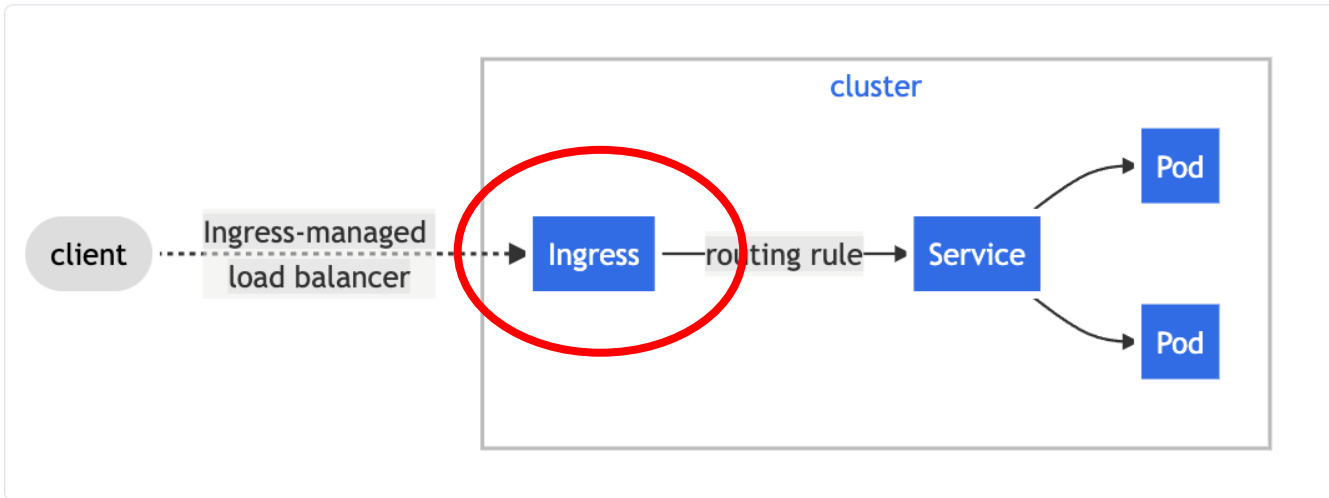 cluster
Pod
client
Ingress-managed
load balancer
Ingress
routing rule
Service
Pod